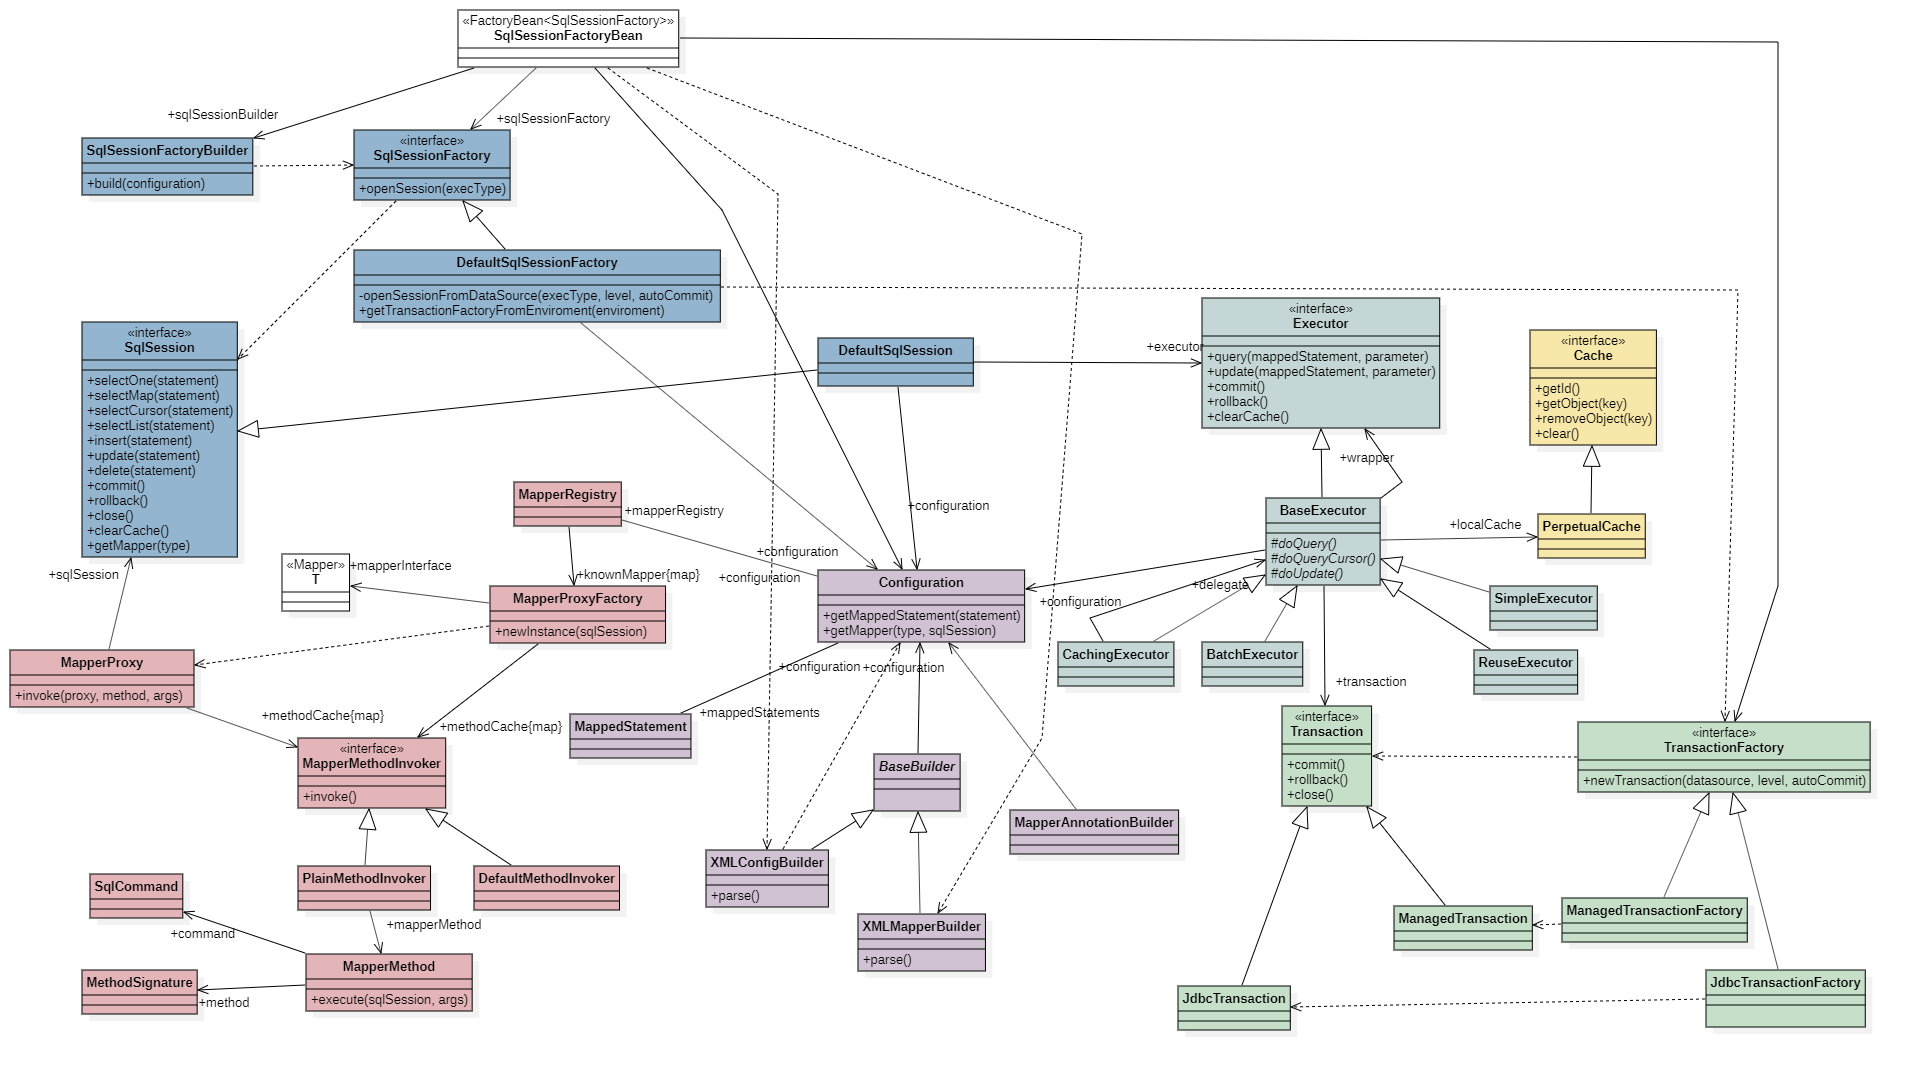 «FactoryBean<SqlSessionFactory>»
SqlSessionFactoryBean
+sqlSessionBuilder
+sqlSessionFactory
SqlSessionFactoryBuilder
+build(configuration)
«interface»
SqlSessionFactory
+openSession(execType)
DefaultSqlSessionFactory
-openSessionFromDataSource(execType, level, autoCommit)
+getTransactionFactoryFromEnviroment(enviroment)
«interface»
SqlSession
+selectOne(statement)
+selectMap(statement)
+selectCursor(statement)
+selectList(statement)
+insert(statement)
+update(statement)
+delete(statement)
+commit()
+rollback()
+close()
+clearCache()
+getMapper(type)
DefaultSqlSession
+executor
«interface»
Executor
+query(mappedStatement, parameter)
+update(mappedStatement, parameter)
+commit()
+rollback()
+clearCache()
«interface»
Cache
+getId()
+getObject(key)
+removeObject(key)
+clear()
+wrapper
MapperRegistry
+mapperRegistry
+configuration
BaseExecutor
#doQuery()
#doQueryCursor()
#doUpdate()
+localCache
PerpetualCache
+configuration
+configuration
«Mapper»
T
+mapperInterface
+sqlSession
+knownMapper{map}
MapperProxyFactory
+newInstance(sqlSession)
Configuration
+getMappedStatement(statement)
+getMapper(type, sqlSession)
+configuration
+delegate
SimpleExecutor
MapperProxy
+invoke(proxy, method, args)
CachingExecutor
BatchExecutor
ReuseExecutor
+configuration
+configuration
+transaction
+methodCache{map}
+methodCache{map}
MappedStatement
+mappedStatements
«interface»
MapperMethodInvoker
+invoke()
«interface»
Transaction
+commit()
+rollback()
+close()
«interface»
TransactionFactory
+newTransaction(datasource, level, autoCommit)
BaseBuilder
MapperAnnotationBuilder
XMLConfigBuilder
+parse()
SqlCommand
PlainMethodInvoker
DefaultMethodInvoker
+mapperMethod
+command
XMLMapperBuilder
+parse()
ManagedTransaction
ManagedTransactionFactory
MapperMethod
+execute(sqlSession, args)
MethodSignature
+method
JdbcTransaction
JdbcTransactionFactory